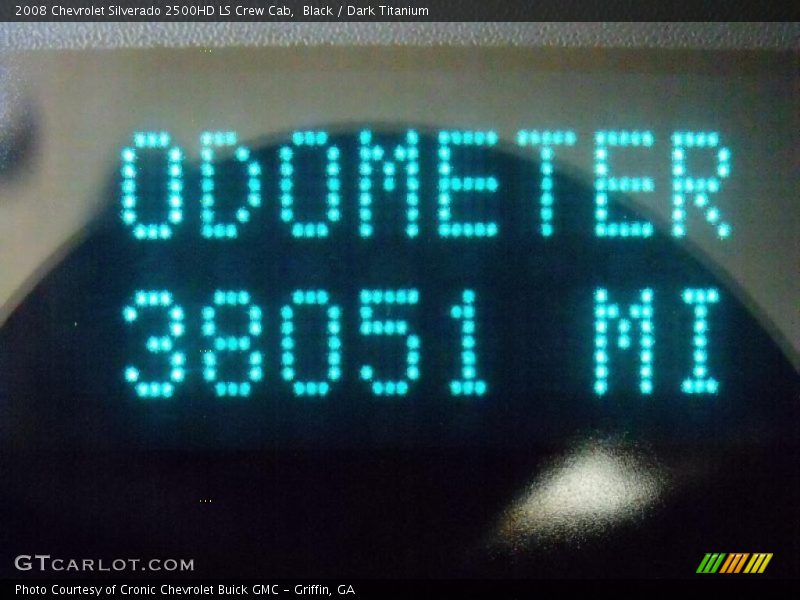 2008 Chevrolet Silverado 2500HD LS Crew Cab,  Black / Dark Titanium
ODOMETER
38051 MI
GTCARLOT.COM
Photo Courtesy of Cronic Chevrolet Buick GMC - Griffin, GA